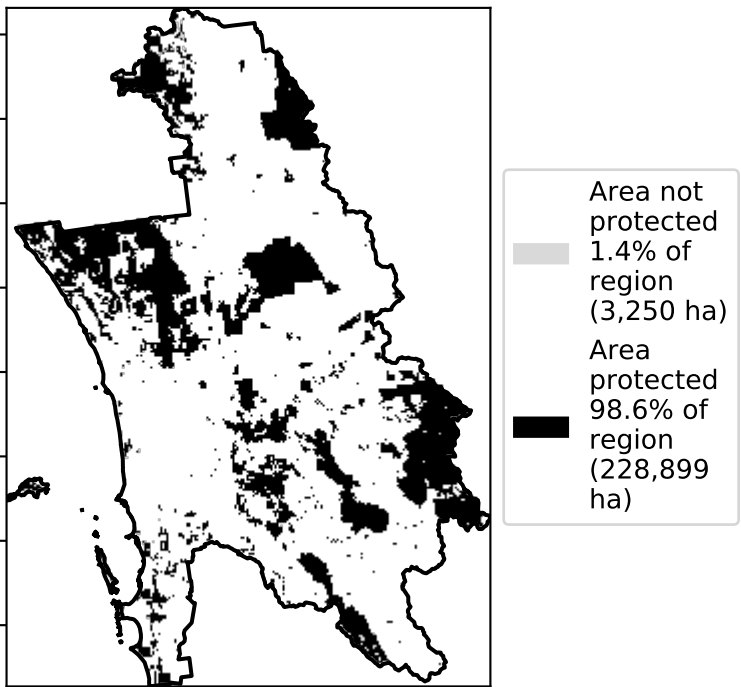 Area not
protected
1.4% of
region
(3,250 ha)
Area
protected
98.6% of
region
(228,899
ha)